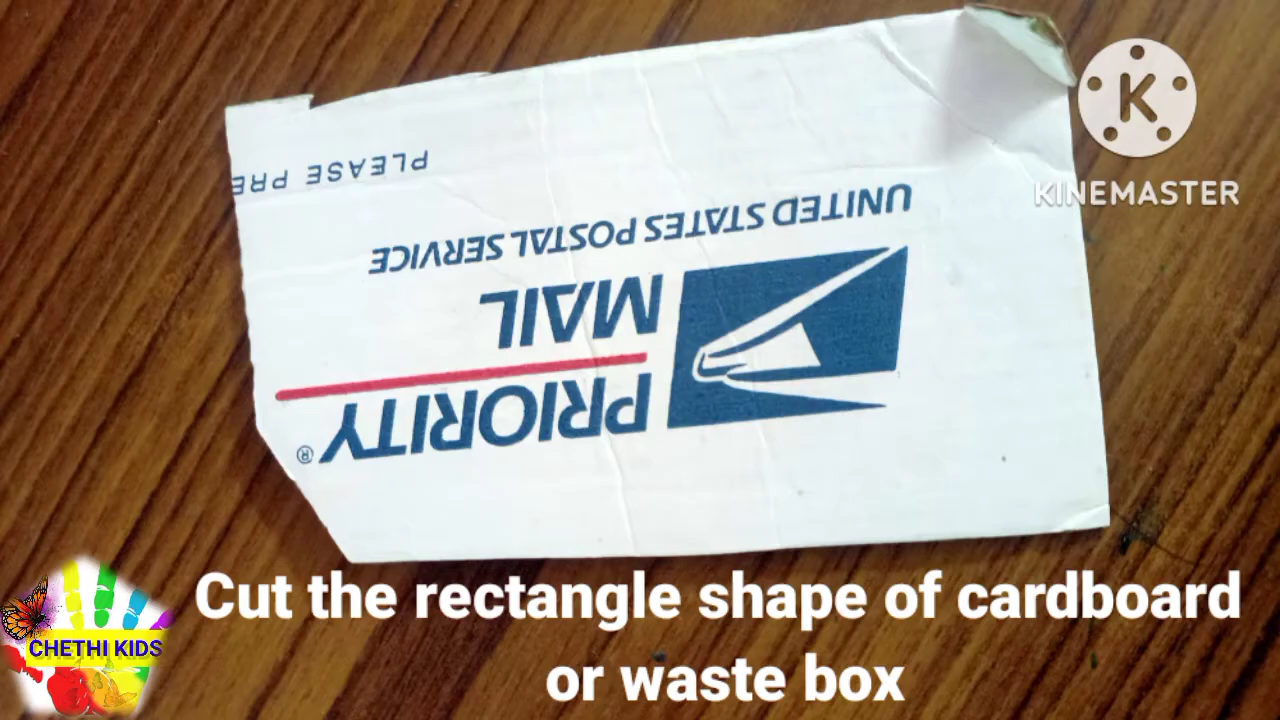 PLEASE PRE
UNITED STATES POSTAL SERVICE
MAIL
PRIORITY®
K
KINEMASTER
CHETHI KIDS
Cut the rectangle shape of cardboard
or waste box